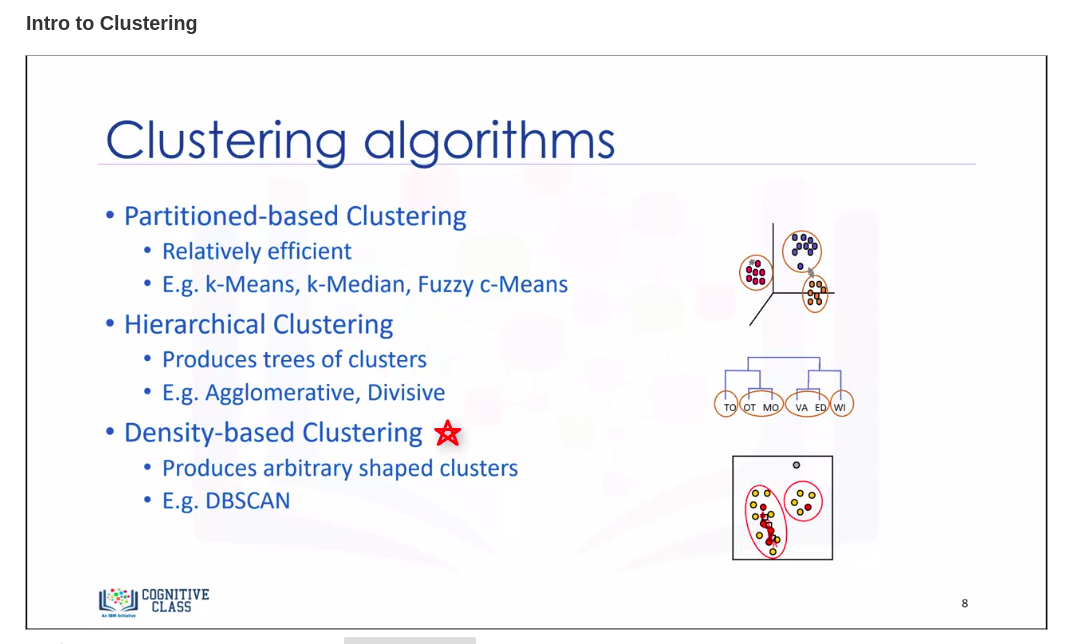 Intro to Clustering
Clustering algorithms
• Partitioned-based Clustering
• Relatively efficient
• E.g. k-Means, k-Median, Fuzzy c-Means
• Hierarchical Clustering
• Produces trees of clusters
• E.g. Agglomerative, Divisive
• Density-based Clustering
• Produces arbitrary shaped clusters
• E.g. DBSCAN
TO OT MO VA ED WI
COGNITIVE
CLASS
An IBM Initiative
8